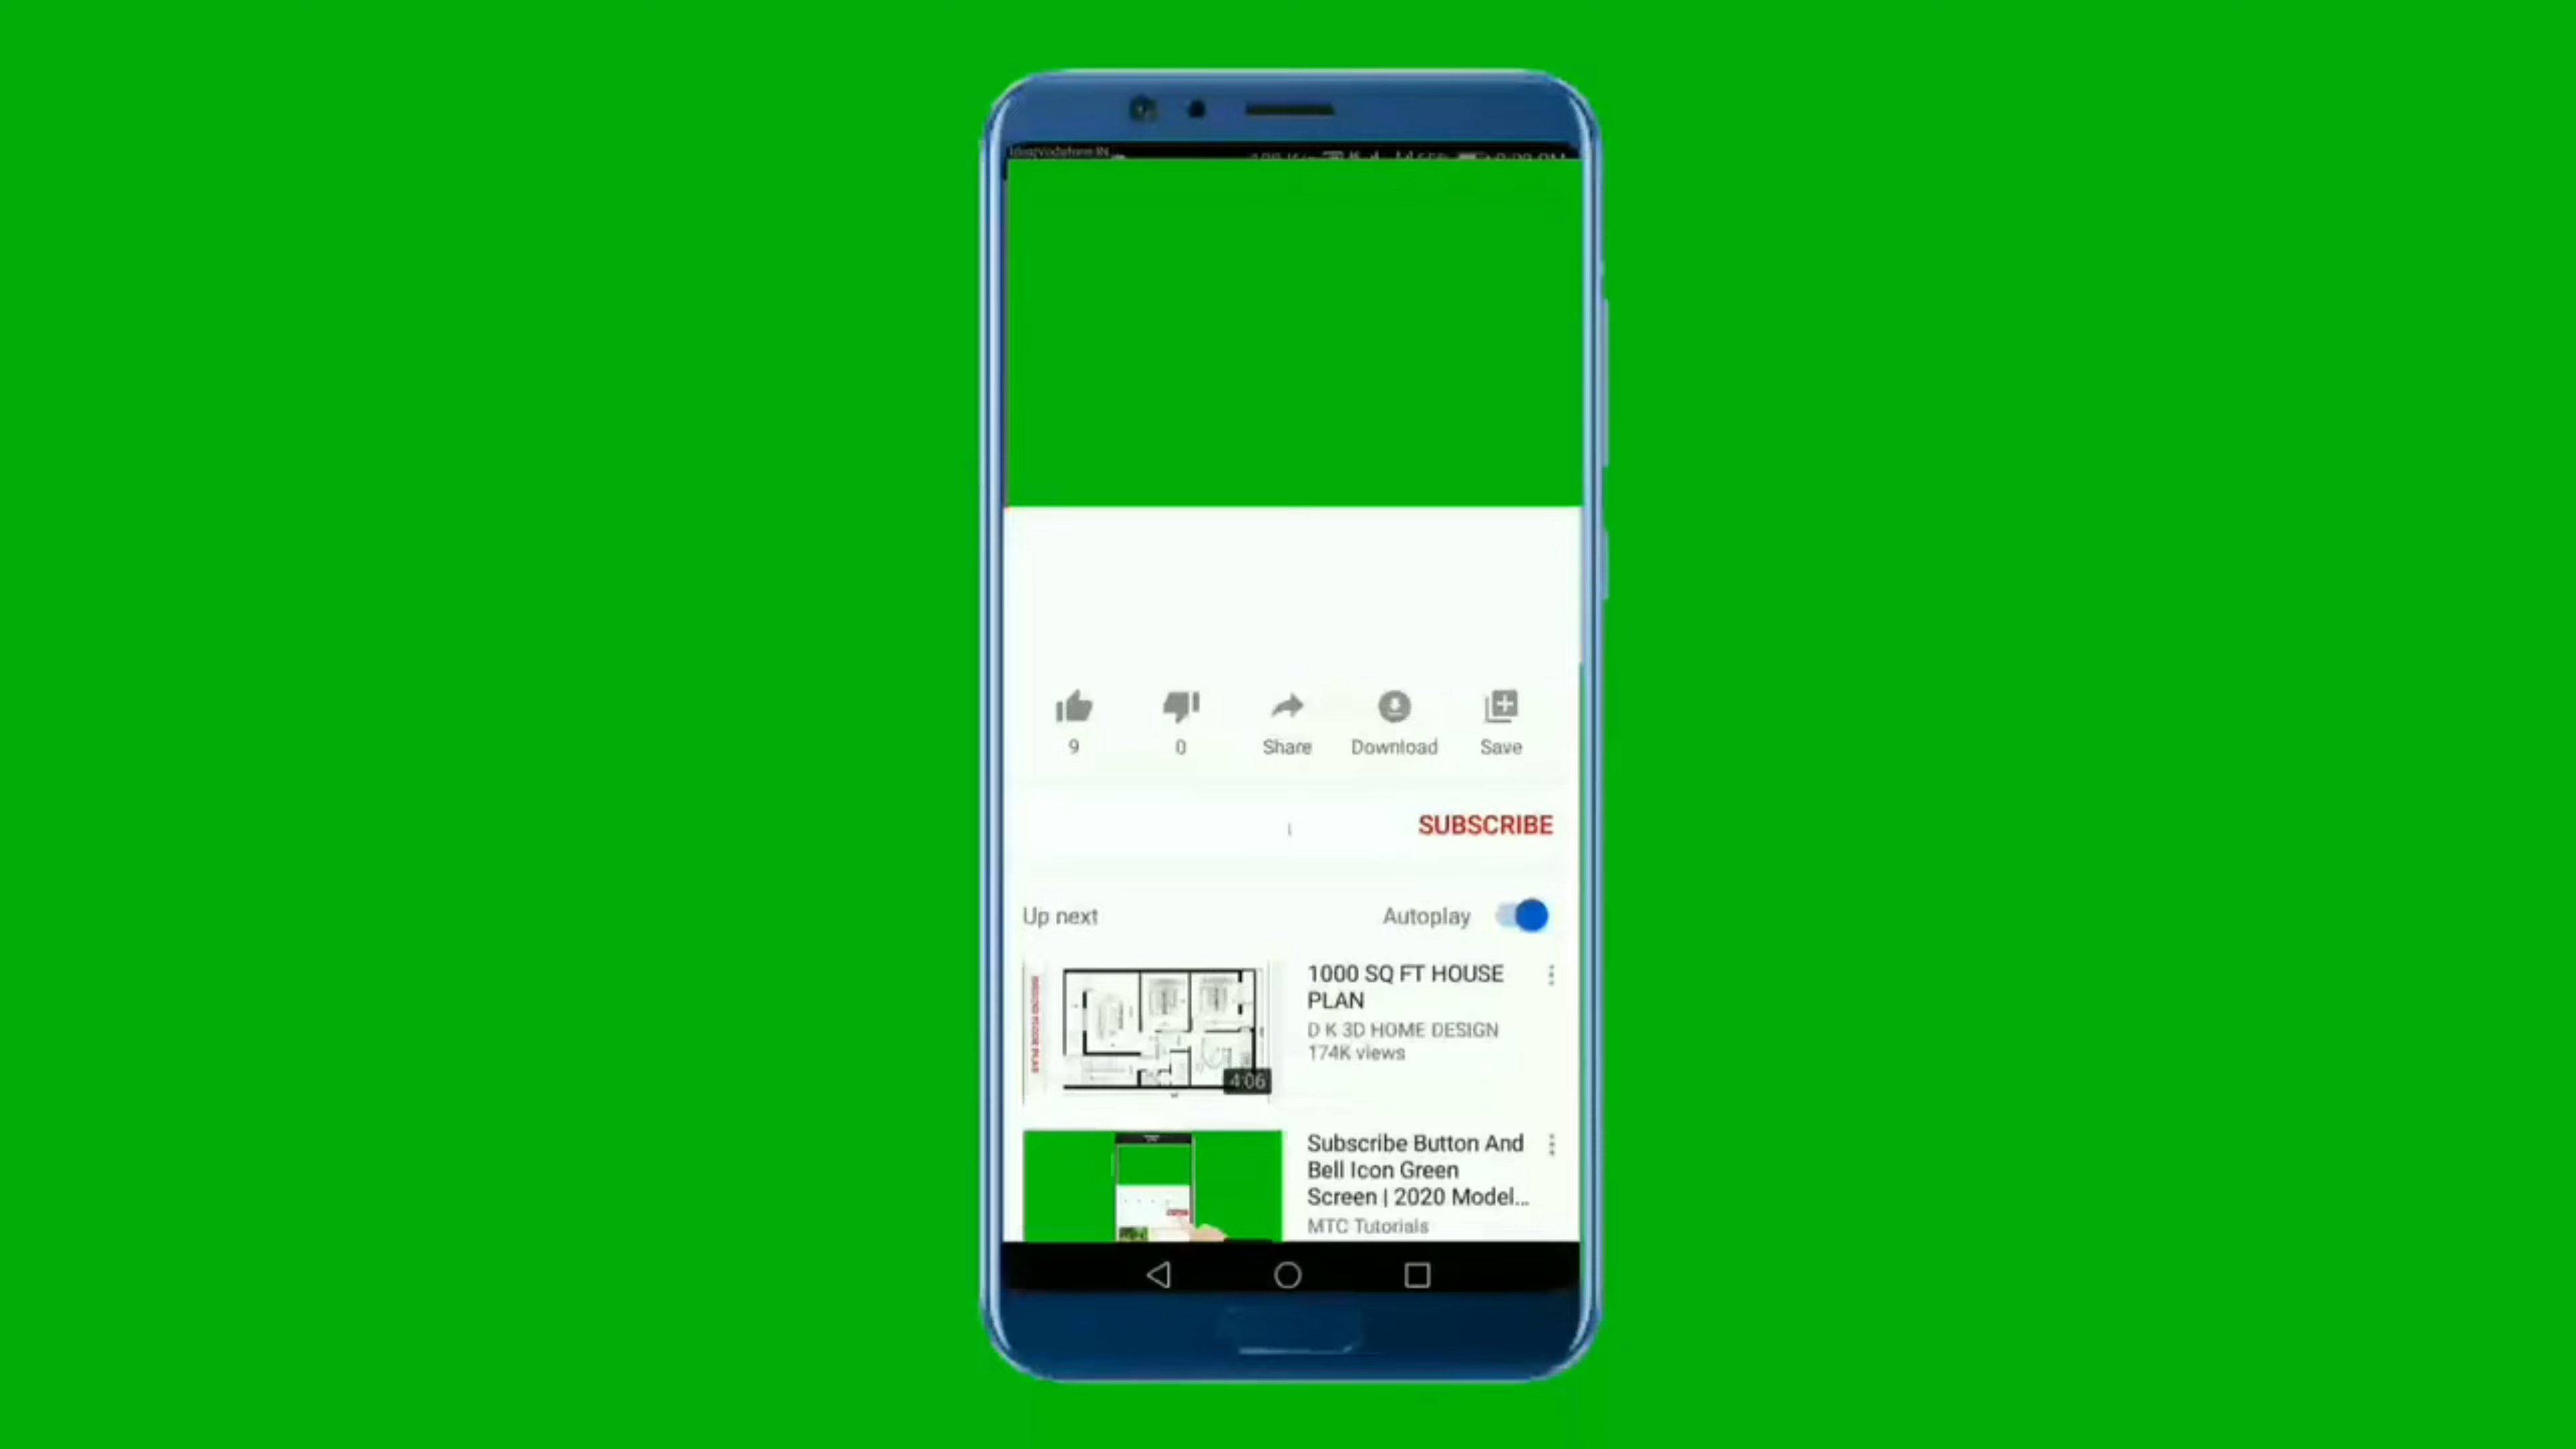 9 0 Share Download Save
SUBSCRIBE
Up next Autoplay
1000 SQ FT HOUSE
PLAN
D K 3D HOME DESIGN
174K views
4:06
Subscribe Button And
Bell Icon Green
Screen | 2020 Model...
MTC Tutorials